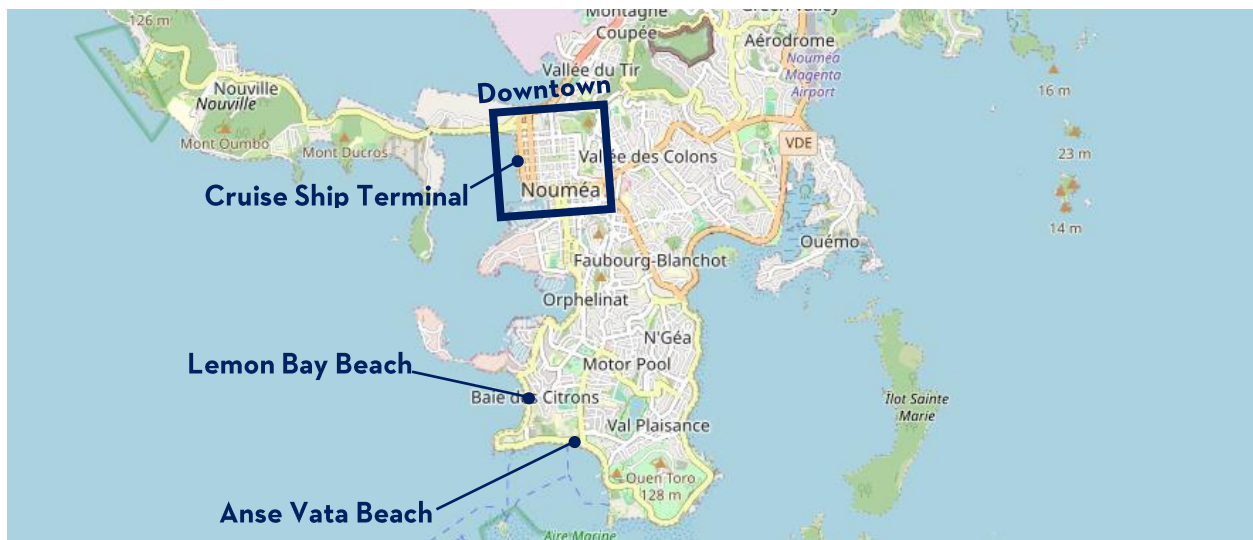 126 m
Montagne
Coupée
Green Valley
Aérodrome
Nouméa
Magenta
Airport
Vallée du Tir
Downtown
Nouville
Nouville
16 m
Mont Oumbo
Mont Ducros
VDE
Vallée des Colons
23 m
Cruise Ship Terminal
Nouméa
14 m
Ouémo
Faubourg-Blanchot
Orphelinat
N'Géa
Lemon Bay Beach
Motor Pool
Baie des Citrons
Îlot Sainte
Marie
Val Plaisance
Ouen Toro
128 m
Anse Vata Beach
Aire Marine